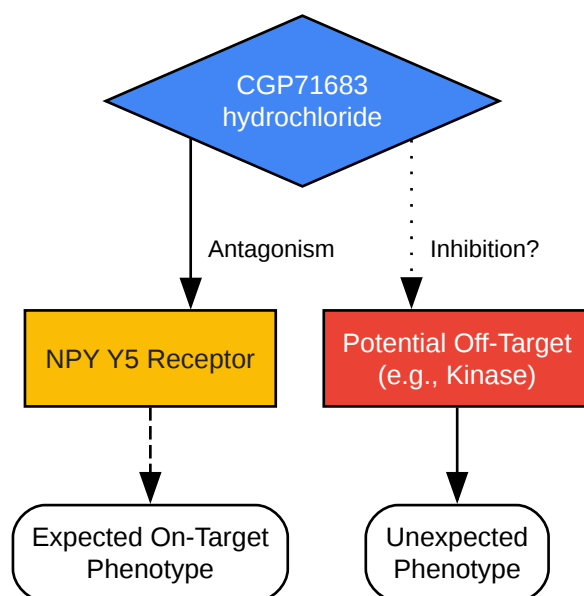 CGP71683
hydrochloride
Antagonism
Inhibition?
NPY Y5 Receptor
Potential Off-Target
(e.g., Kinase)
Expected On-Target
Phenotype
Unexpected
Phenotype